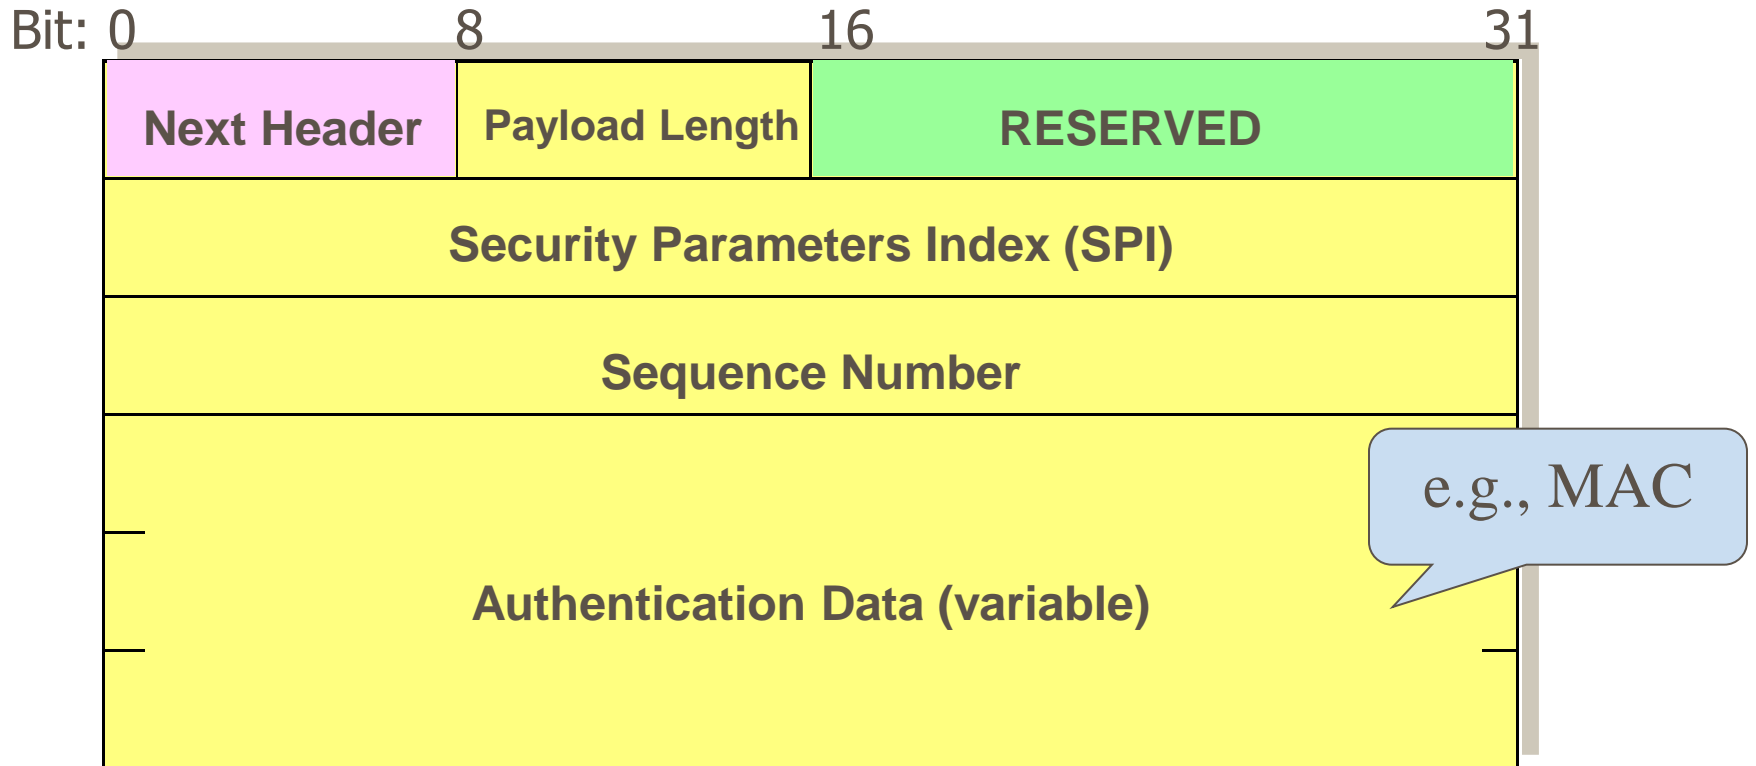 Bit: 0 8 16 31
Next Header Payload Length RESERVED
Security Parameters Index (SPI)
Sequence Number
e.g., MAC
Authentication Data (variable)